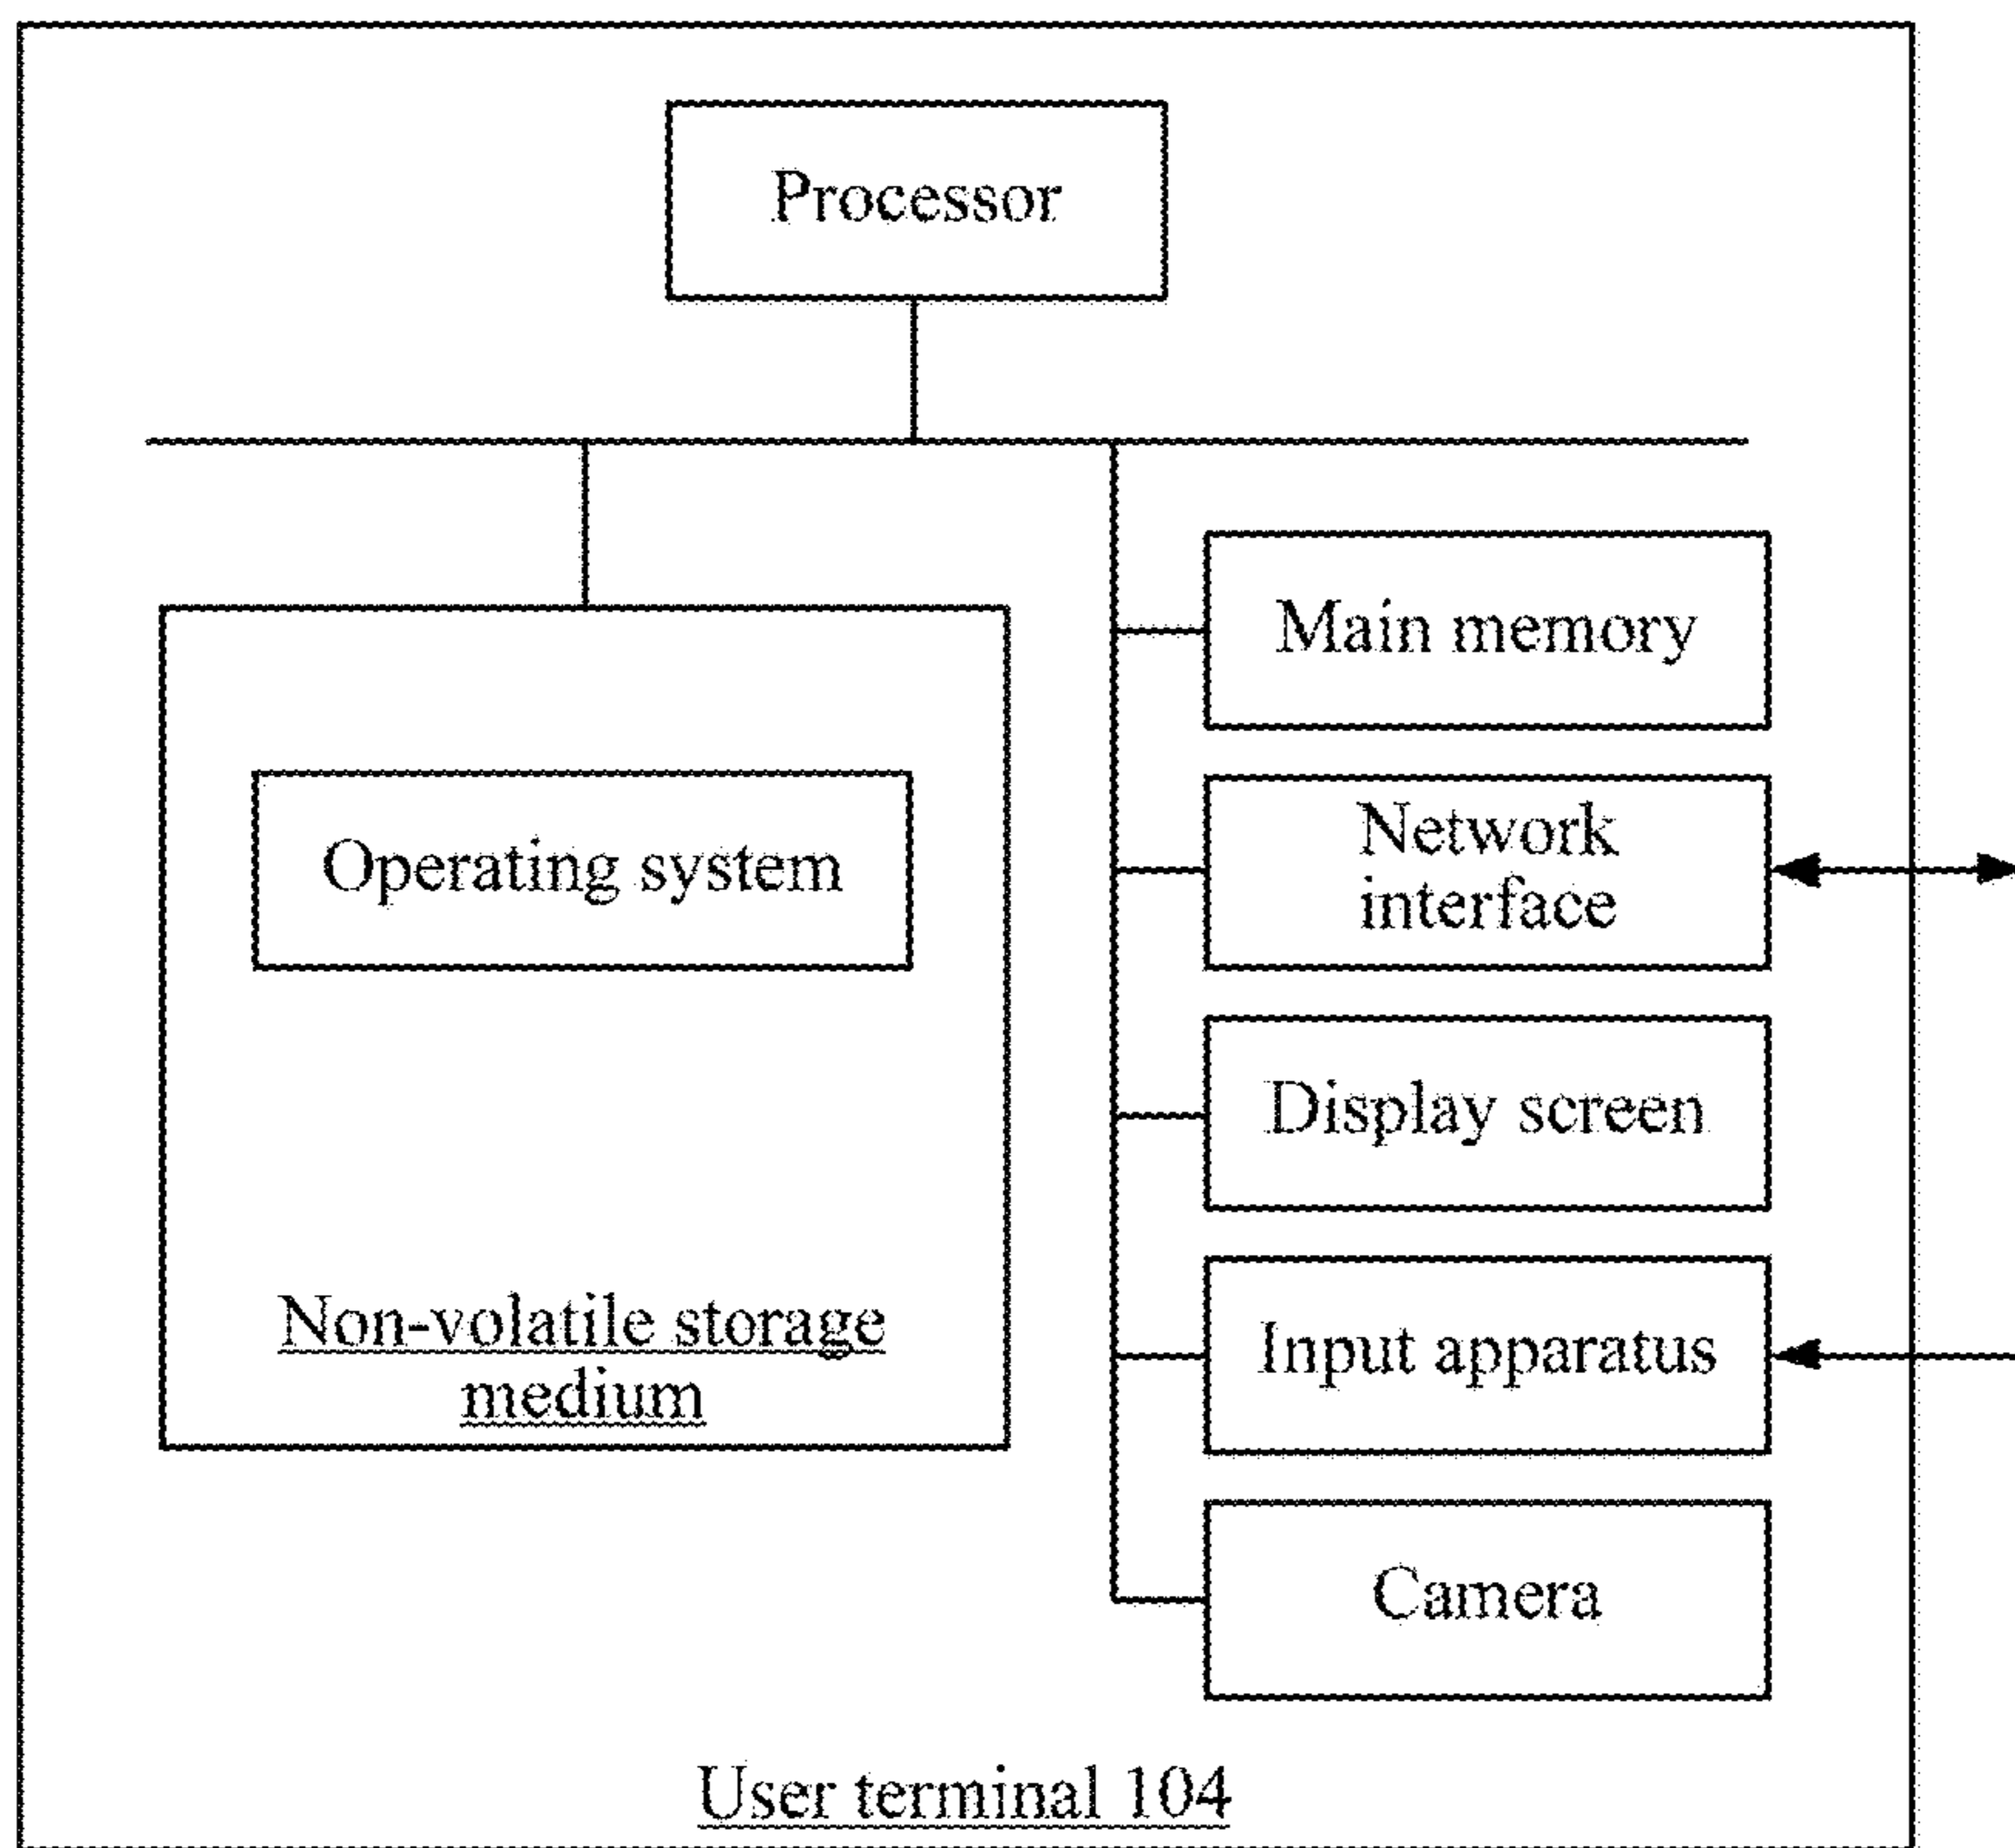 Processor
Main memory
Network
interface
Operating system
Display screen
Non-volatile storage
medium
Input apparatus
Camera
User terminal 104